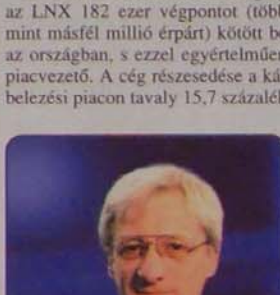 az LNX 182 ezer végpontot (több
mint másfél millió érpárt) kötött be
az országban, s ezzel egyértelműen
piacvezető. A cég részesedése a ká-
belezési piacon tavaly 15,7 százalék